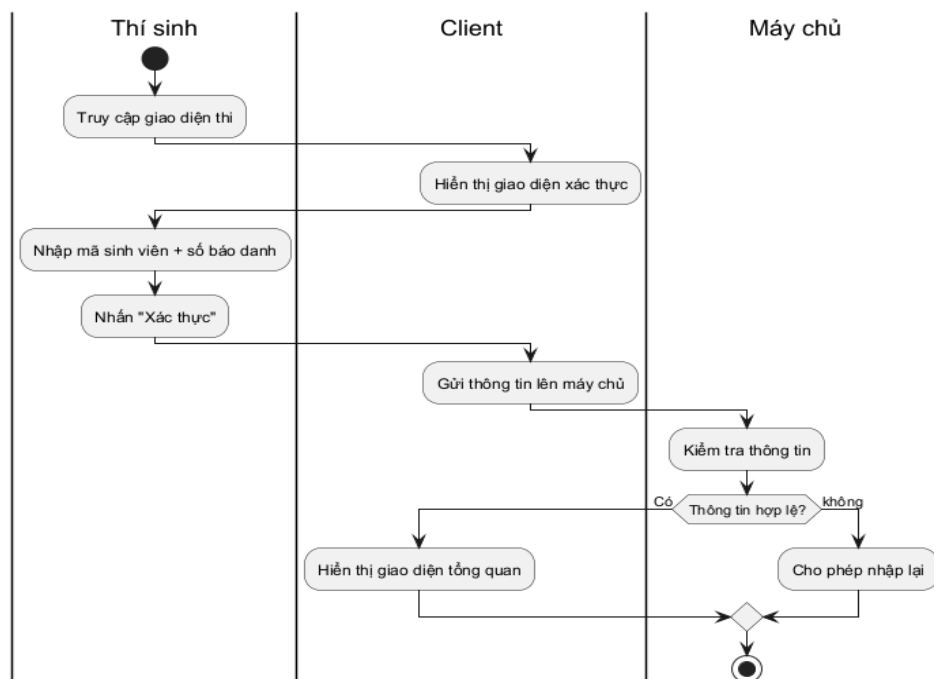 Thí sinh
Client
Máy chủ
Truy cập giao diện thi
Hiển thị giao diện xác thực
Nhập mã sinh viên + số báo danh
Nhấn "Xác thực"
Gửi thông tin lên máy chủ
Kiểm tra thông tin
Có
Thông tin hợp lệ?
không
Hiển thị giao diện tổng quan
Cho phép nhập lại